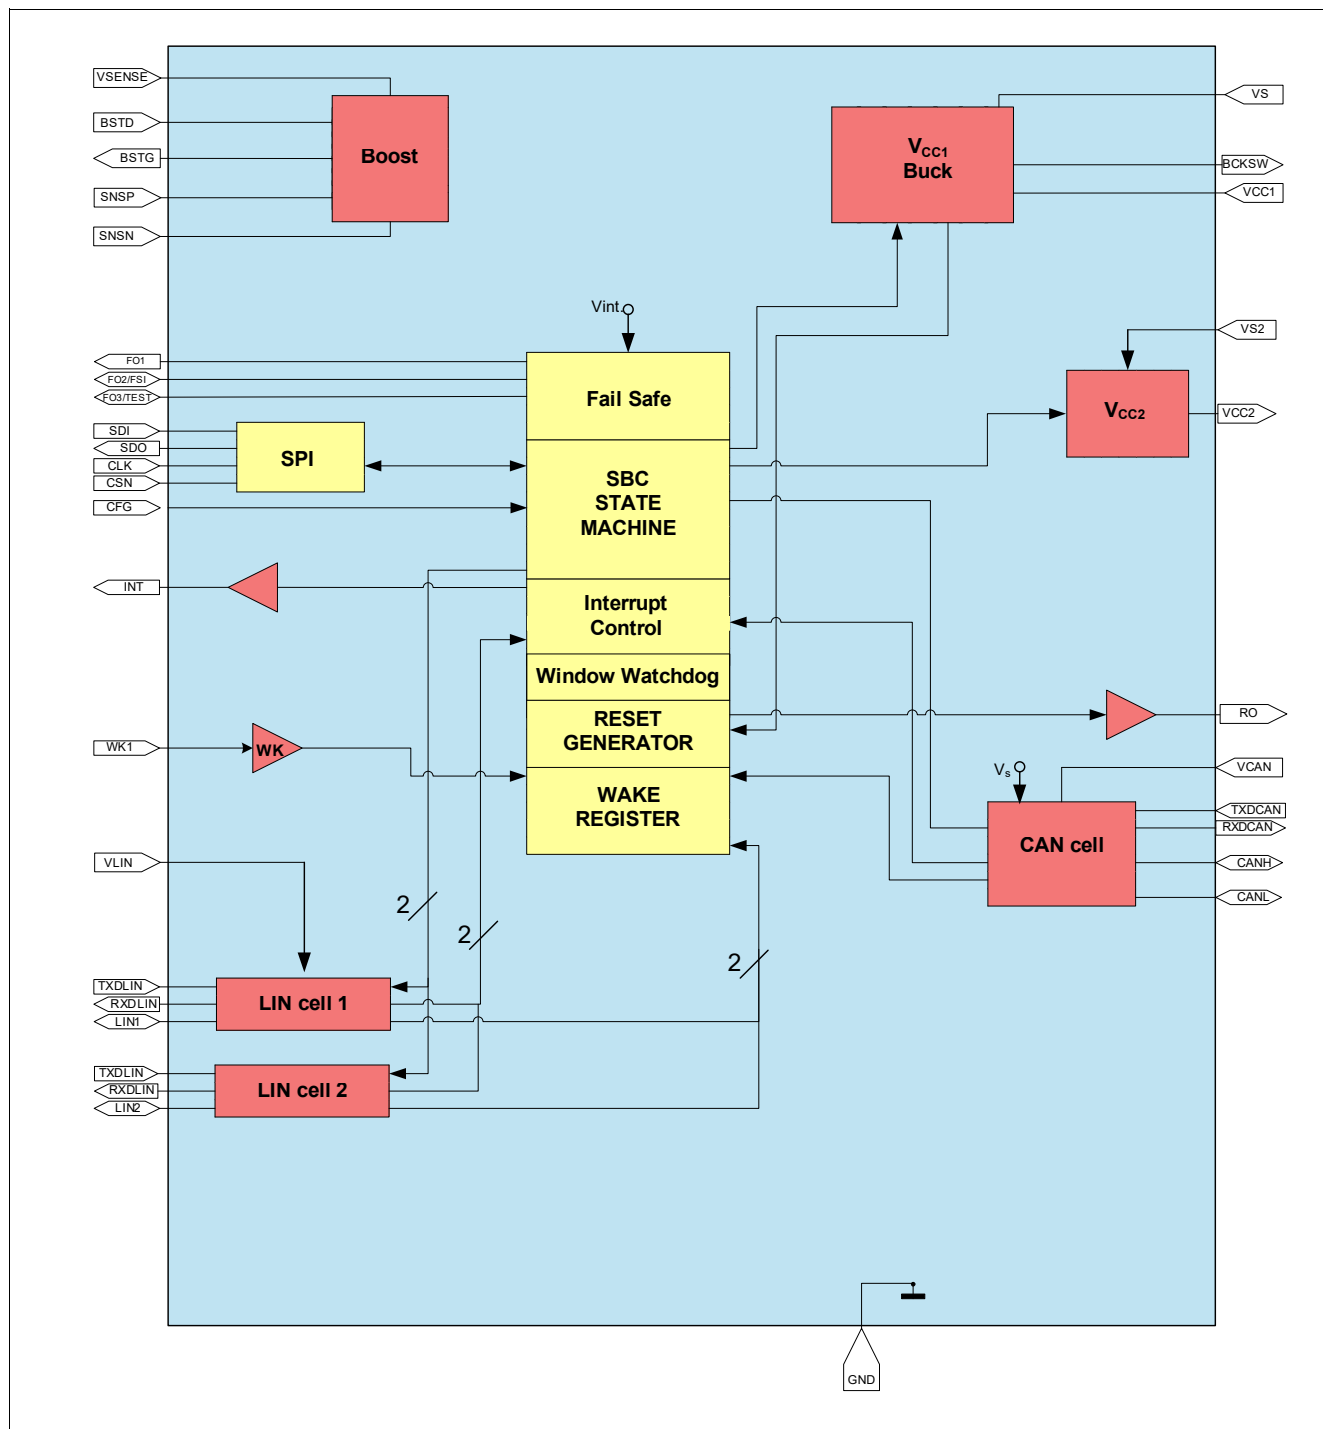 VSENSE
BSTD
BSTG
SNSP
SNSN
Boost
VCC1
Buck
VS
BCKSW
VCC1
Vint.
VS2
VCC2
VCC2
FO1
FO2/FSI
FO3/TEST
SDI
SDO
CLK
CSN
CFG
SPI
Fail Safe
SBC
STATE
MACHINE
INT
Interrupt
Control
Window Watchdog
RESET
GENERATOR
WAKE
REGISTER
RO
WK1
WK
Vs
VCAN
TXDCAN
RXDCAN
CANH
CANL
CAN cell
VLIN
2
2
2
TXDLIN
RXDLIN
LIN1
LIN cell 1
TXDLIN
RXDLIN
LIN2
LIN cell 2
GND